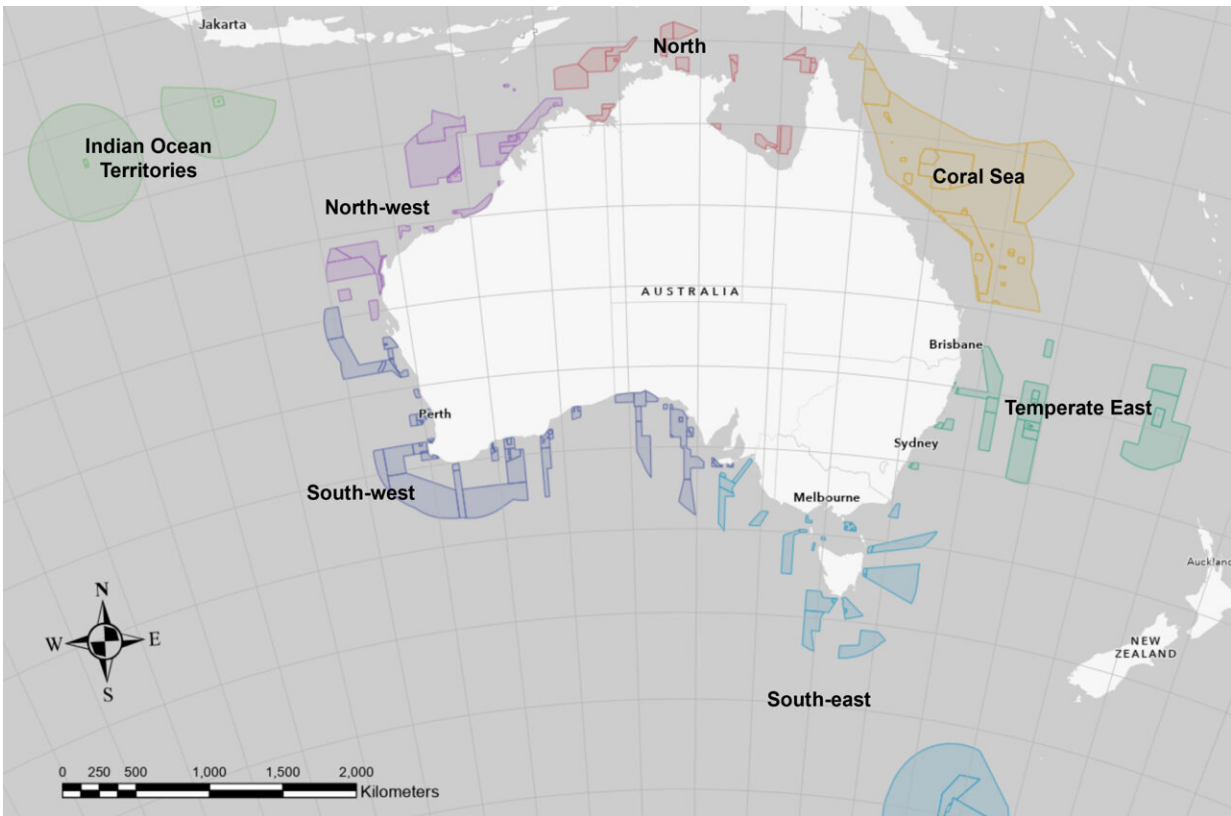 Jakarta
North
Indian Ocean
Territories
Coral Sea
North-west
AUSTRALIA
Brisbane
Temperate East
Perth
Sydney
South-west
Melbourne
Auckland
N
W
E
S
NEW
ZEALAND
South-east
0 250 500 1,000 1,500 2,000
Kilometers